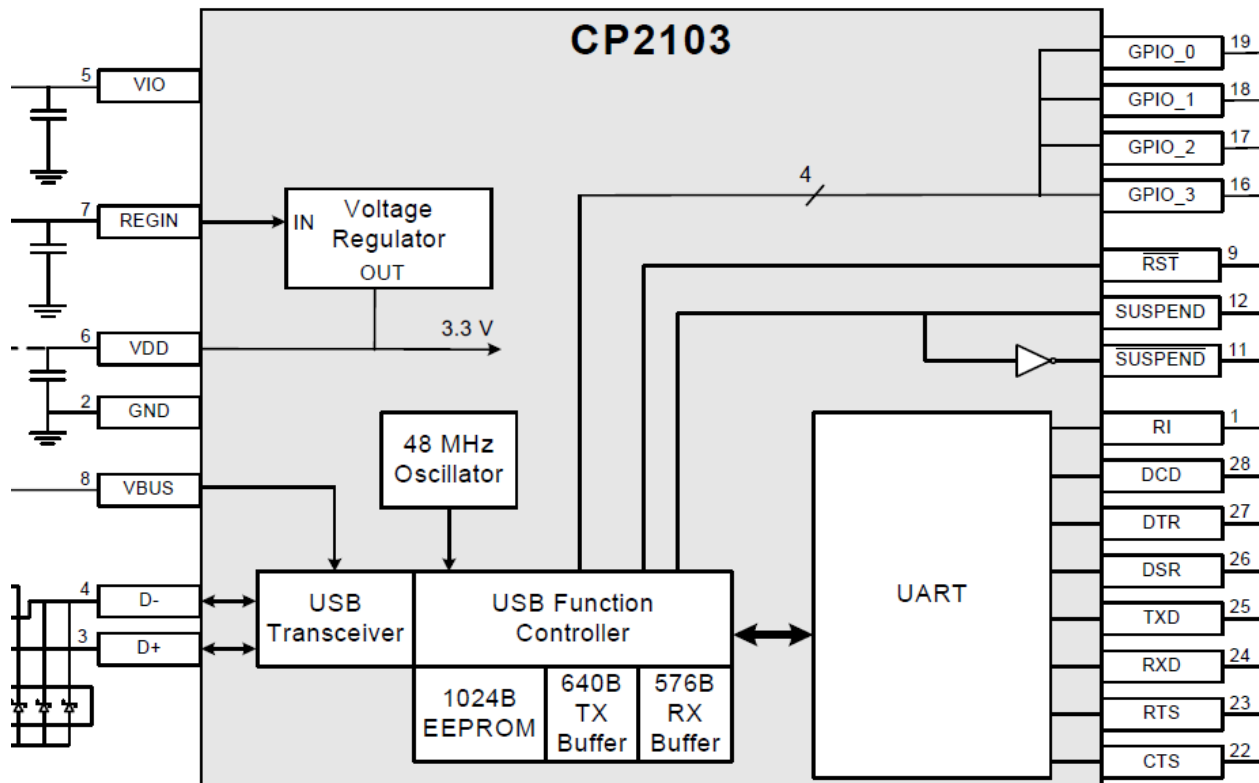 CP2103
5
VIO
7
REGIN
6
VDD
2
GND
8
VBUS
4
D-
3
D+
IN
Voltage
Regulator
OUT
3.3 V
48 MHz
Oscillator
USB
Transceiver
USB Function
Controller
1024B
EEPROM
640B
TX
Buffer
576B
RX
Buffer
UART
4
GPIO_0
19
GPIO_1
18
GPIO_2
17
GPIO_3
16
RST
9
SUSPEND
12
SUSPEND
11
RI
1
DCD
28
DTR
27
DSR
26
TXD
25
RXD
24
RTS
23
CTS
22